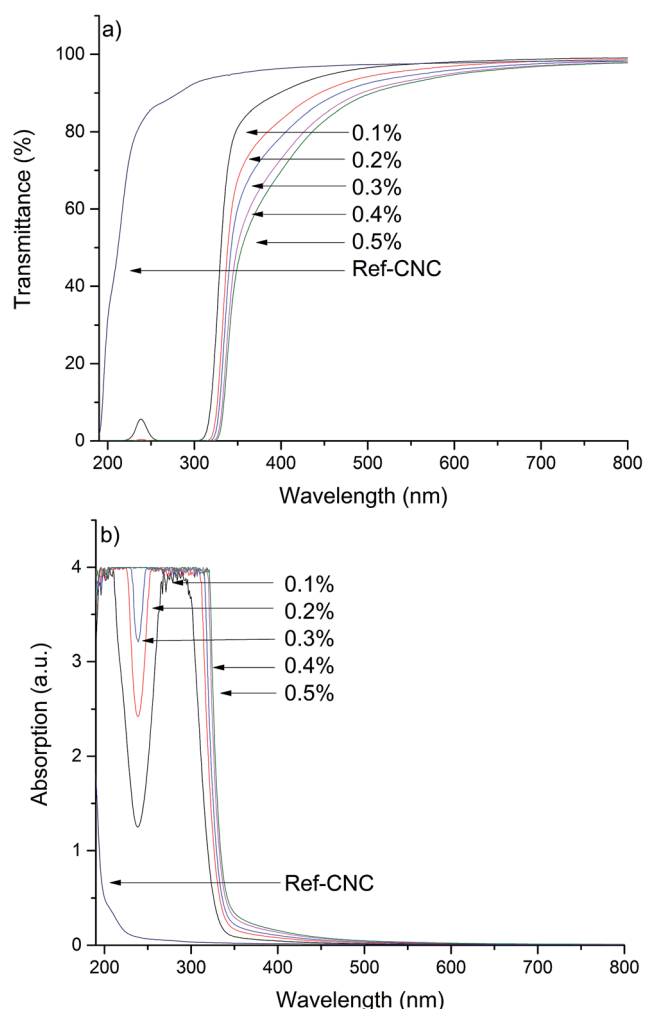 a)
100
80
60
40
20
0
Transmittance (%)
0.1%
0.2%
0.3%
0.4%
0.5%
Ref-CNC
200 300 400 500 600 700 800
Wavelength (nm)
b)
4
3
2
1
0
Absorption (a.u.)
0.1%
0.2%
0.3%
0.4%
0.5%
Ref-CNC
200 300 400 500 600 700 800
Wavelength (nm)